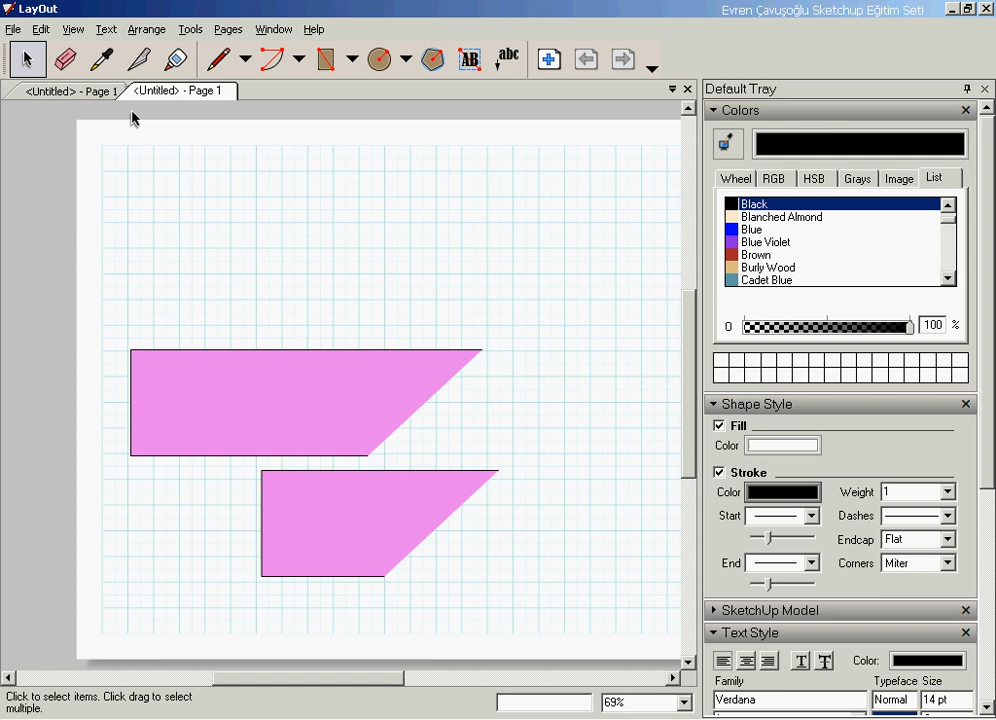 LayOut
Evren Çavuşoğlu Sketchup Eğitim Seti
File Edit View Text Arrange Tools Pages Window Help
AB abc
<Untitled> - Page 1
<Untitled> - Page 1
Default Tray
Colors
Wheel RGB HSB Grays Image List
Black
Blanched Almond
Blue
Blue Violet
Brown
Burly Wood
Cadet Blue
0 100 %
Shape Style
Fill
Color
Stroke
Color Weight 1
Start Dashes
Endcap Flat
End Corners Miter
SketchUp Model
Text Style
T T Color:
Family Typeface Size
Verdana Normal 14 pt
Click to select items. Click drag to select
multiple.
69%